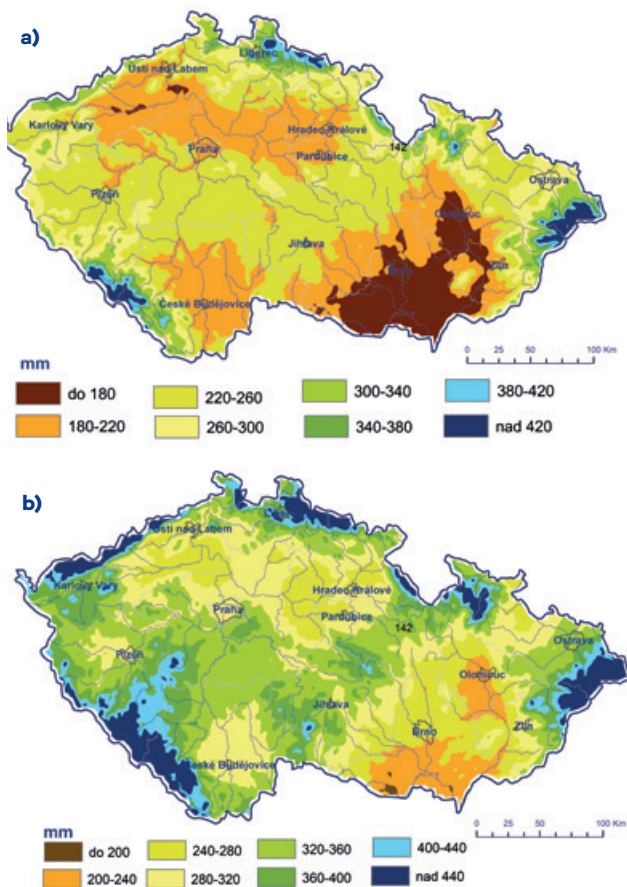 a)
Liberec
Ústí nad Labem
Karlovy Vary
Hradec Králové
Praha
Pardubice
142
Ostrava
Plzeň
Olomouc
Jihlava
Zlín
Brno
České Budějovice
0 25 50 100 Km
mm
do 180 220-260 300-340 380-420
180-220 260-300 340-380 nad 420
b)
Ústí nad Labem
Karlovy Vary
Hradec Králové
Praha
Pardubice
142
Ostrava
Plzeň
Olomouc
Jihlava
Zlín
Brno
České Budějovice
0 25 50 100 Km
mm
do 200 240-280 320-360 400-440
200-240 280-320 360-400 nad 440